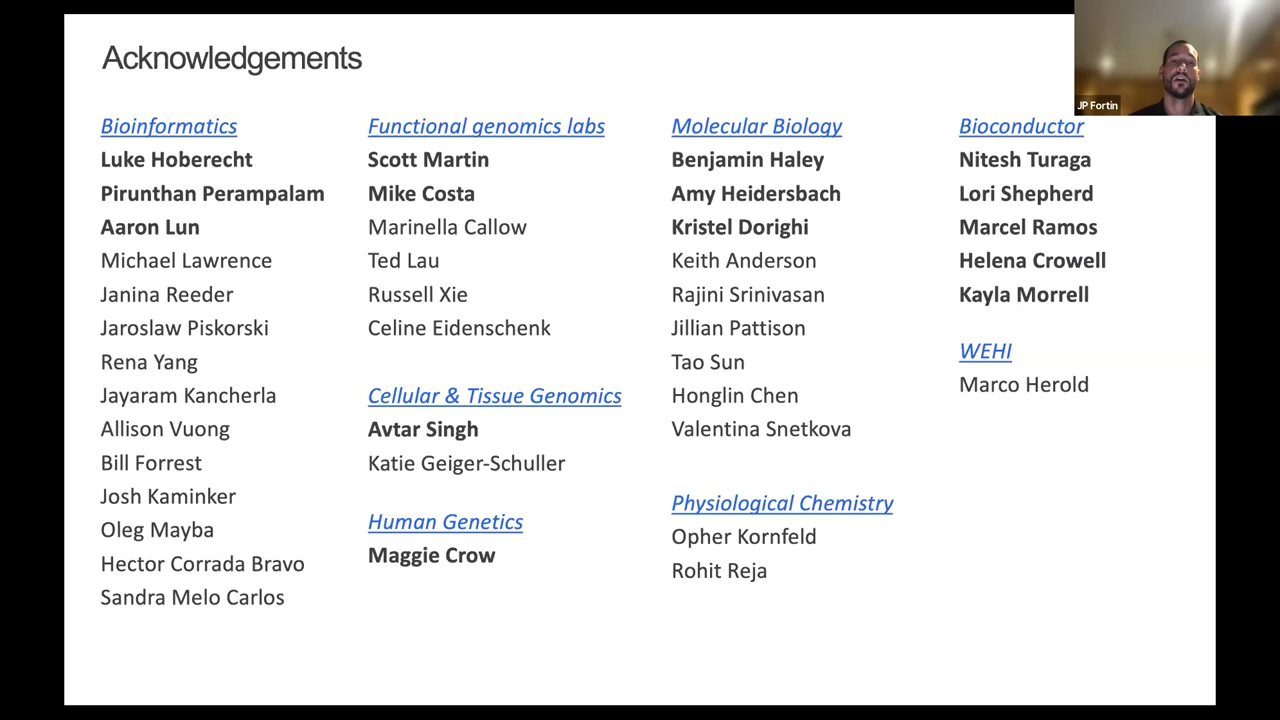 Acknowledgements
JP Fortin
Bioinformatics
Luke Hoberecht
Pirunthan Perampalam
Aaron Lun
Michael Lawrence
Janina Reeder
Jaroslaw Piskorski
Rena Yang
Jayaram Kancherla
Allison Vuong
Bill Forrest
Josh Kaminker
Oleg Mayba
Hector Corrada Bravo
Sandra Melo Carlos
Functional genomics labs
Scott Martin
Mike Costa
Marinella Callow
Ted Lau
Russell Xie
Celine Eidenschenk
Cellular & Tissue Genomics
Avtar Singh
Katie Geiger-Schuller
Human Genetics
Maggie Crow
Molecular Biology
Benjamin Haley
Amy Heidersbach
Kristel Dorighi
Keith Anderson
Rajini Srinivasan
Jillian Pattison
Tao Sun
Honglin Chen
Valentina Snetkova
Physiological Chemistry
Opher Kornfeld
Rohit Reja
Bioconductor
Nitesh Turaga
Lori Shepherd
Marcel Ramos
Helena Crowell
Kayla Morrell
WEHI
Marco Herold